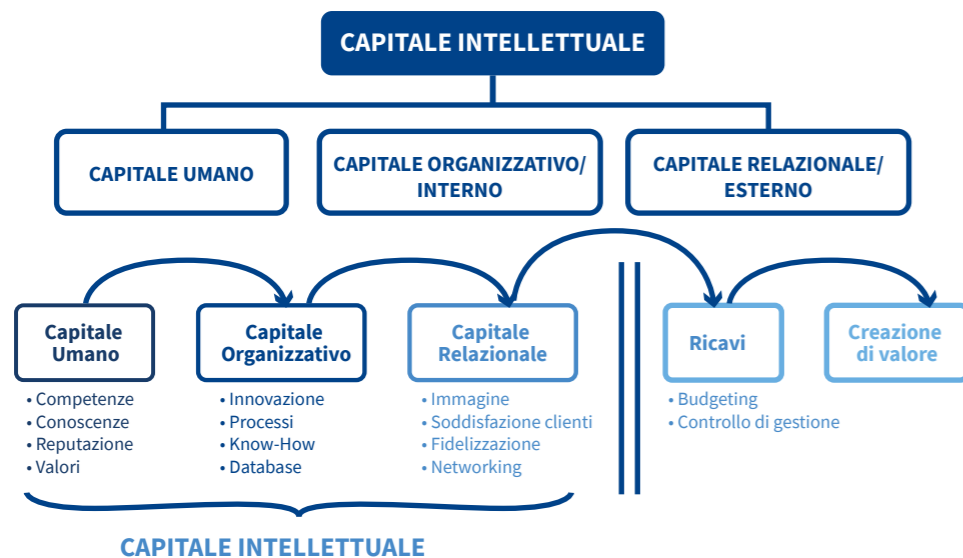 CAPITALE INTELLETTUALE
CAPITALE UMANO
CAPITALE ORGANIZZATIVO/
INTERNO
CAPITALE RELAZIONALE/
ESTERNO
Capitale
Umano
• Competenze
• Conoscenze
• Reputazione
• Valori
Capitale
Organizzativo
• Innovazione
• Processi
• Know-How
• Database
Capitale
Relazionale
• Immagine
• Soddisfazione clienti
• Fidelizzazione
• Networking
Ricavi
• Budgeting
• Controllo di gestione
Creazione
di valore
CAPITALE INTELLETTUALE